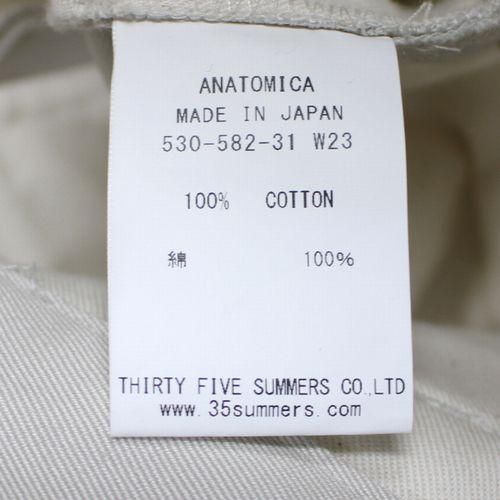 ANATOMICA
MADE IN JAPAN
530-582-31 W23
100% COTTON
綿 100%
THIRTY FIVE SUMMERS CO.,LTD
www.35summers.com